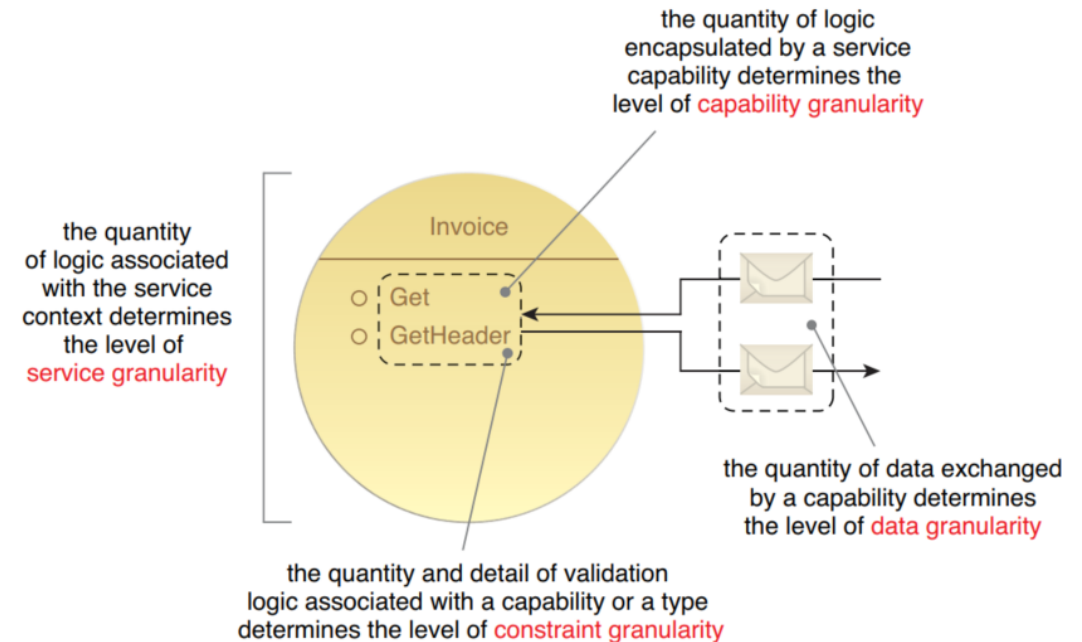 the quantity of logic
encapsulated by a service
capability determines the
level of capability granularity
the quantity
of logic associated
with the service
context determines
the level of
service granularity
Invoice
Get
GetHeader
the quantity of data exchanged
by a capability determines
the level of data granularity
the quantity and detail of validation
logic associated with a capability or a type
determines the level of constraint granularity